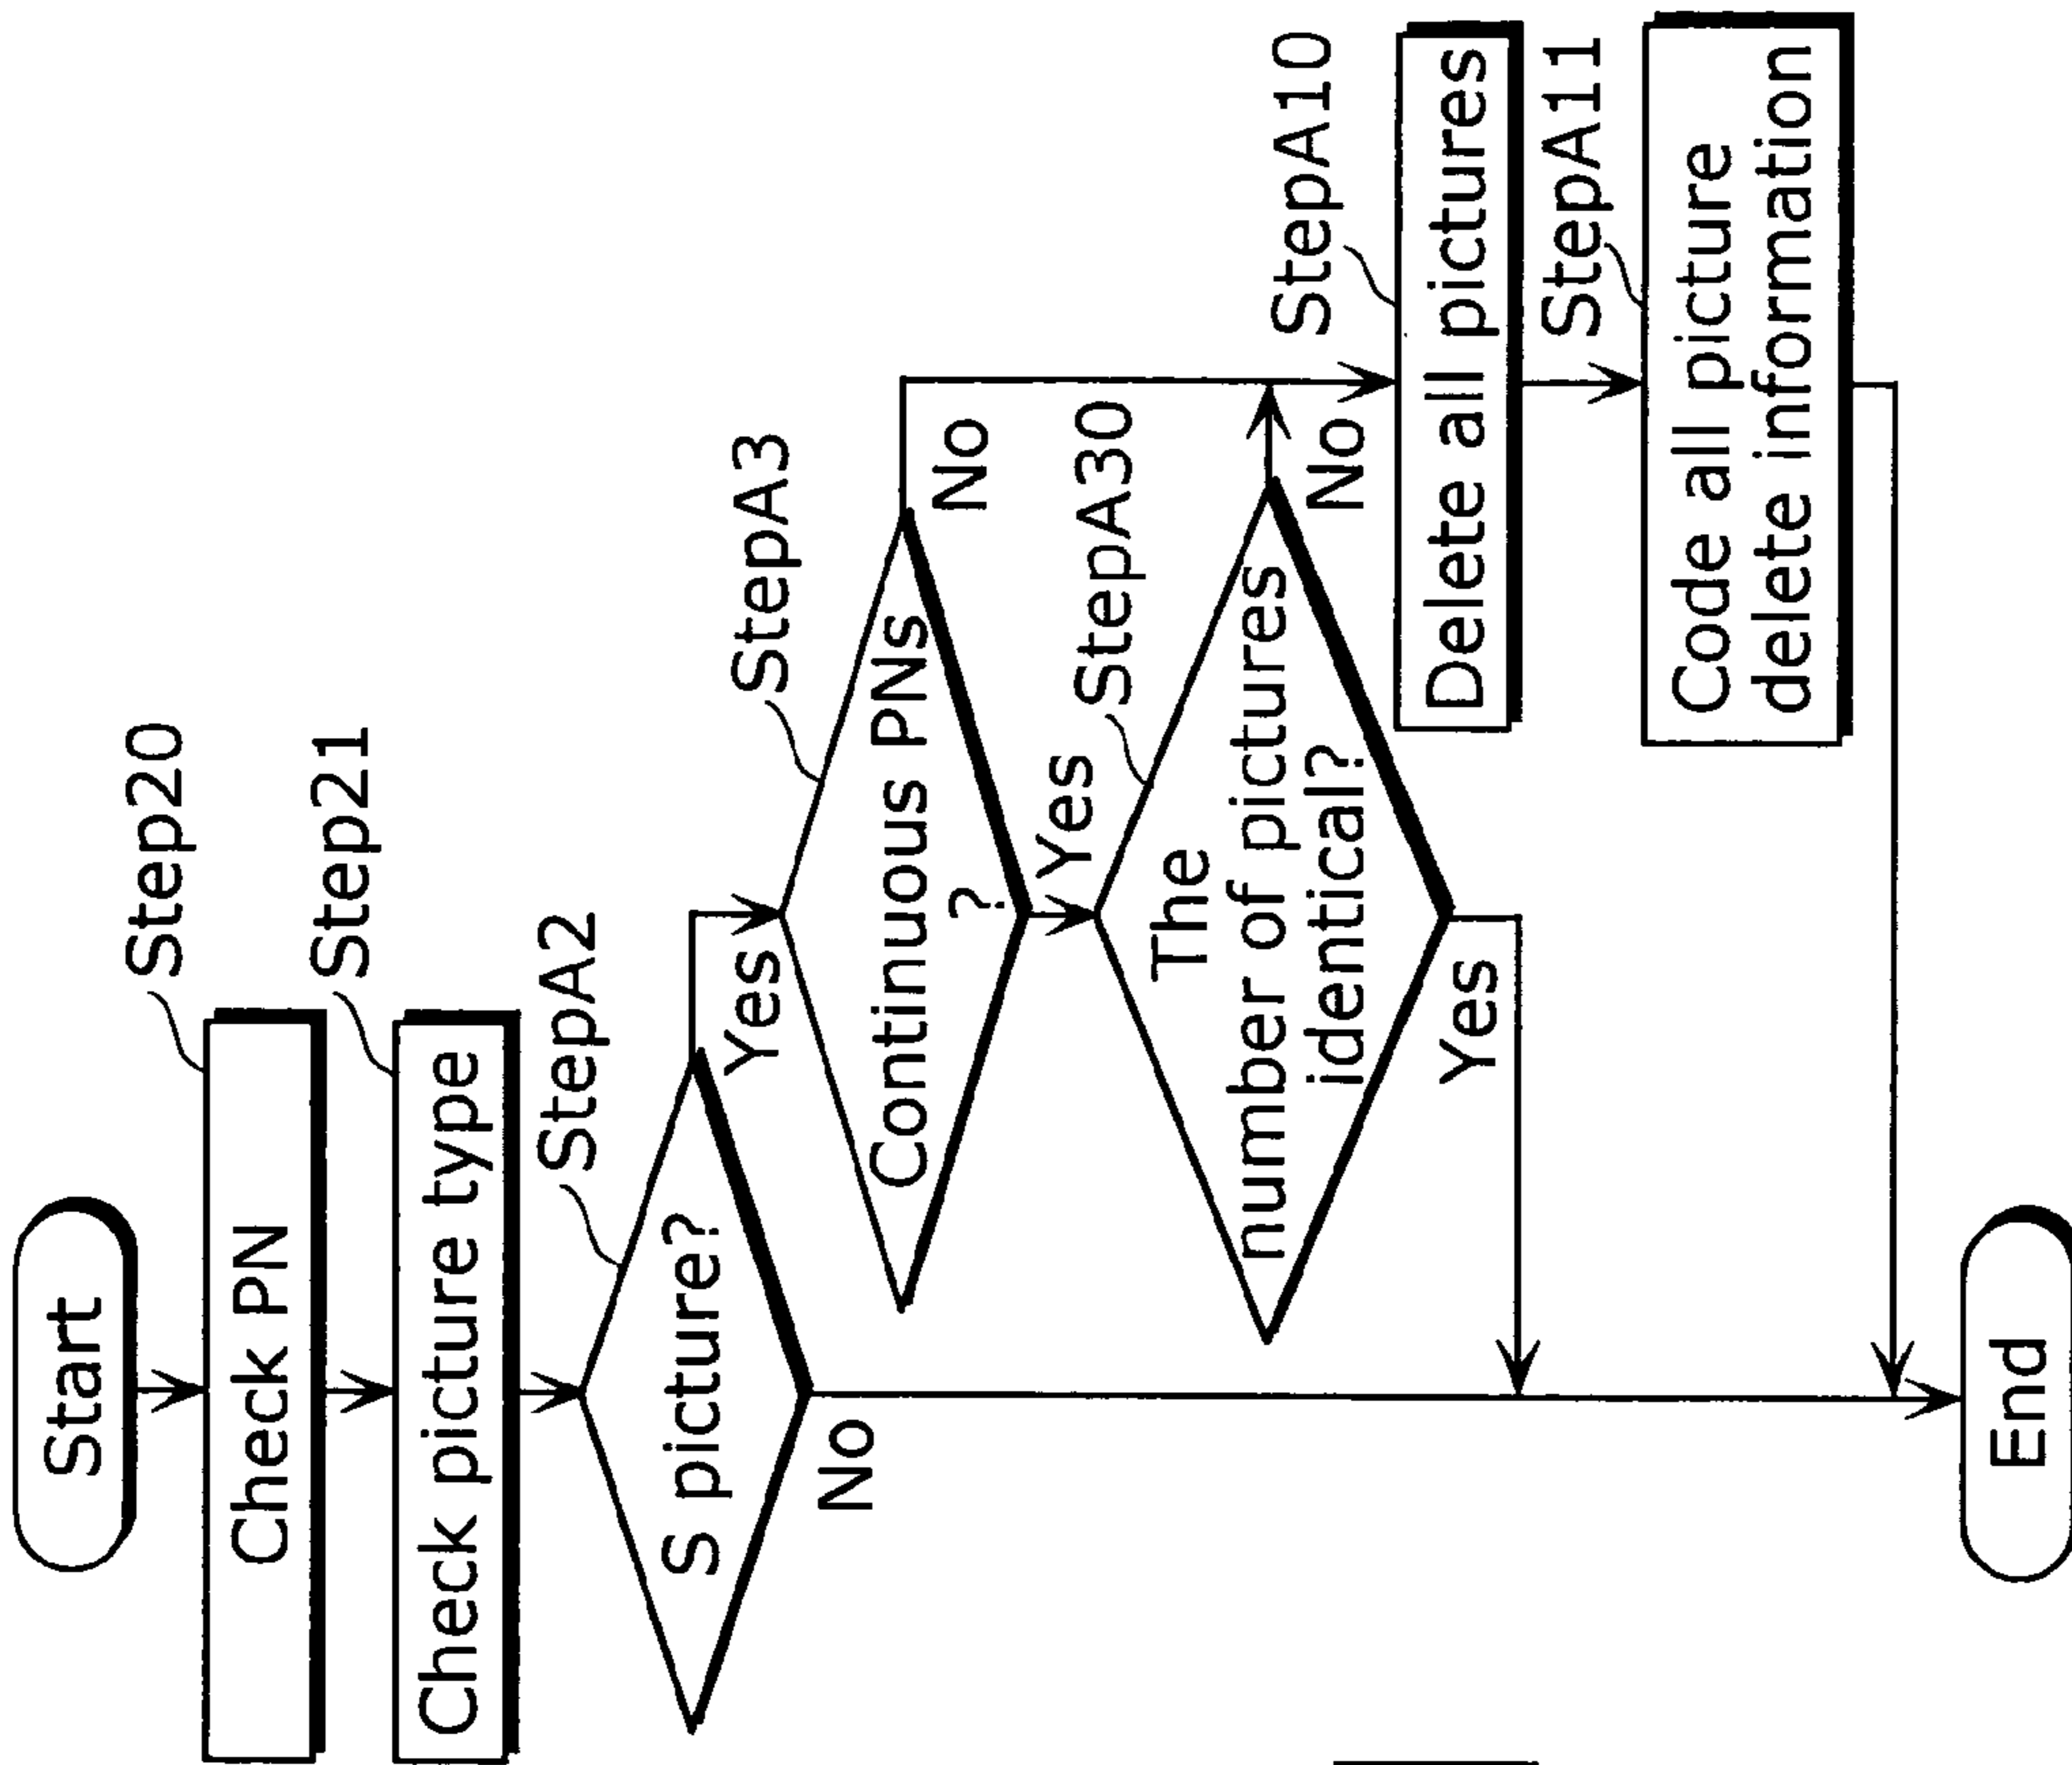 Start
Step20
Check PN
Step21
Check picture type
StepA2
S picture?
Yes
No
StepA3
Continuous PNs
?
No
Yes
StepA30
The
number of pictures
identical?
No
Yes
StepA10
Delete all pictures
StepA11
Code all picture
delete information
End